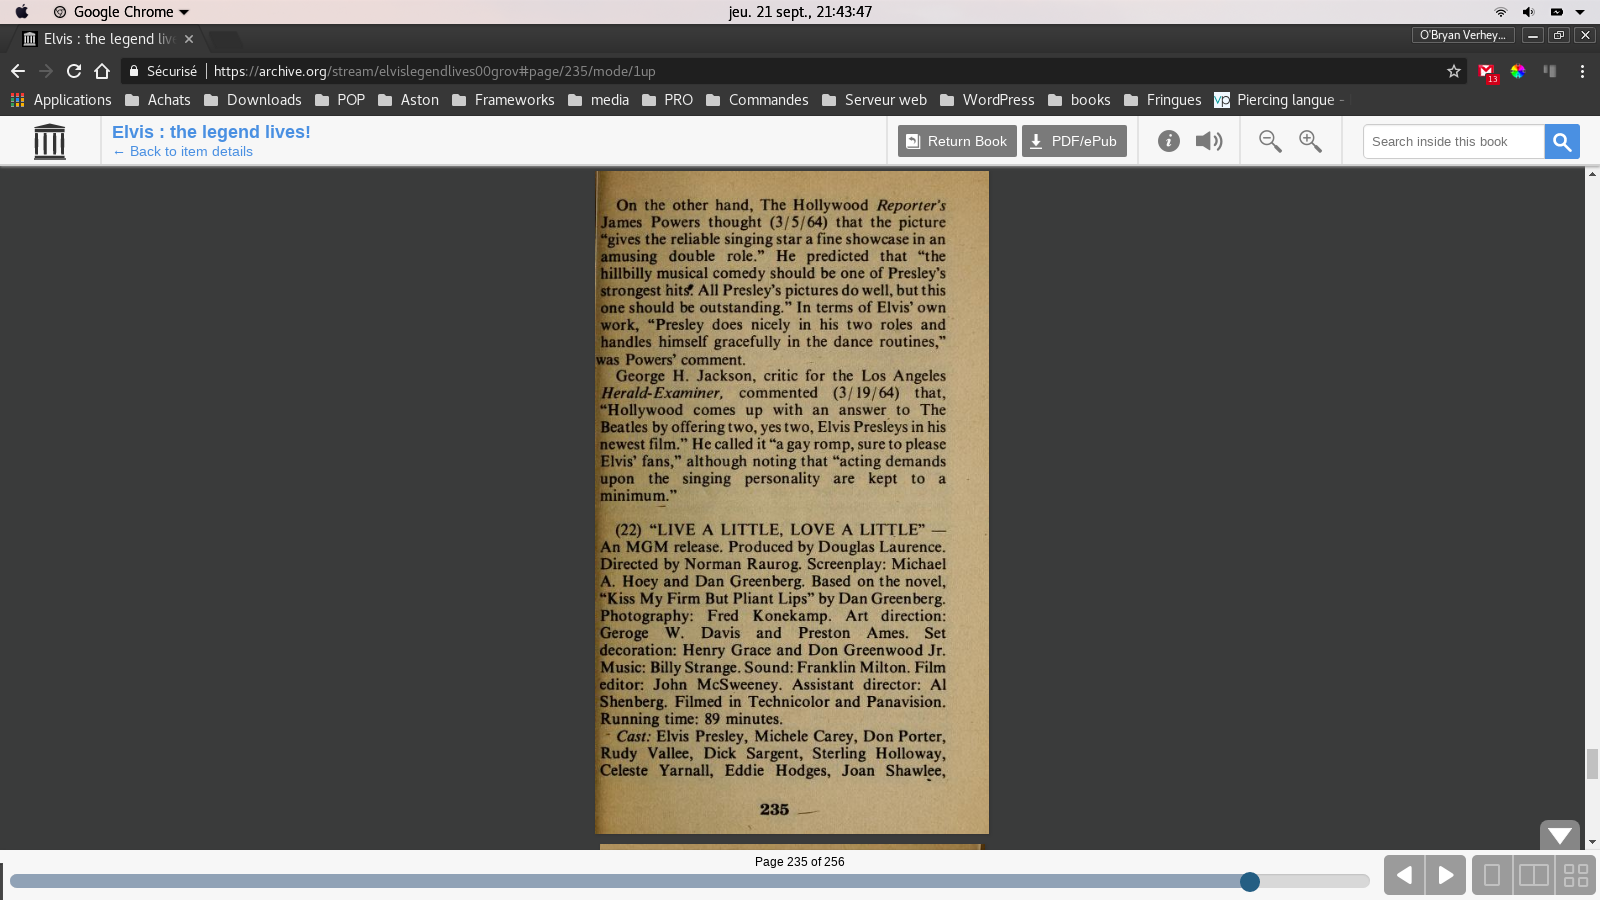 Google Chrome
jeu. 21 sept., 21:43:47
Elvis : the legend live
O'Bryan Verhey...
Sécurisé
https://archive.org/stream/elvislegendlives00grov#page/235/mode/1up
13
Applications Achats Downloads POP Aston Frameworks media PRO Commandes Serveur web WordPress books Fringues vp Piercing langue -
Elvis : the legend lives!
← Back to item details
Return Book
PDF/ePub
Search inside this book
On the other hand, The Hollywood Reporter's
James Powers thought (3/5/64) that the picture
“gives the reliable singing star a fine showcase in an
amusing double role.” He predicted that “the
hillbilly musical comedy should be one of Presley's
strongest hits. All Presley's pictures do well, but this
one should be outstanding.” In terms of Elvis' own
work, “Presley does nicely in his two roles and
handles himself gracefully in the dance routines,”
was Powers' comment.
George H. Jackson, critic for the Los Angeles
Herald-Examiner, commented (3/19/64) that,
“Hollywood comes up with an answer to The
Beatles by offering two, yes two, Elvis Presleys in his
newest film.” He called it “a gay romp, sure to please
Elvis' fans,” although noting that “acting demands
upon the singing personality are kept to a
minimum.”
(22) “LIVE A LITTLE, LOVE A LITTLE” —
An MGM release. Produced by Douglas Laurence.
Directed by Norman Raurog. Screenplay: Michael
A. Hoey and Dan Greenberg. Based on the novel,
“Kiss My Firm But Pliant Lips” by Dan Greenberg.
Photography: Fred Konekamp. Art direction:
Geroge W. Davis and Preston Ames. Set
decoration: Henry Grace and Don Greenwood Jr.
Music: Billy Strange. Sound: Franklin Milton. Film
editor: John McSweeney. Assistant director: Al
Shenberg. Filmed in Technicolor and Panavision.
Running time: 89 minutes.
Cast: Elvis Presley, Michele Carey, Don Porter,
Rudy Vallee, Dick Sargent, Sterling Holloway,
Celeste Yarnall, Eddie Hodges, Joan Shawlee,
235
Page 235 of 256